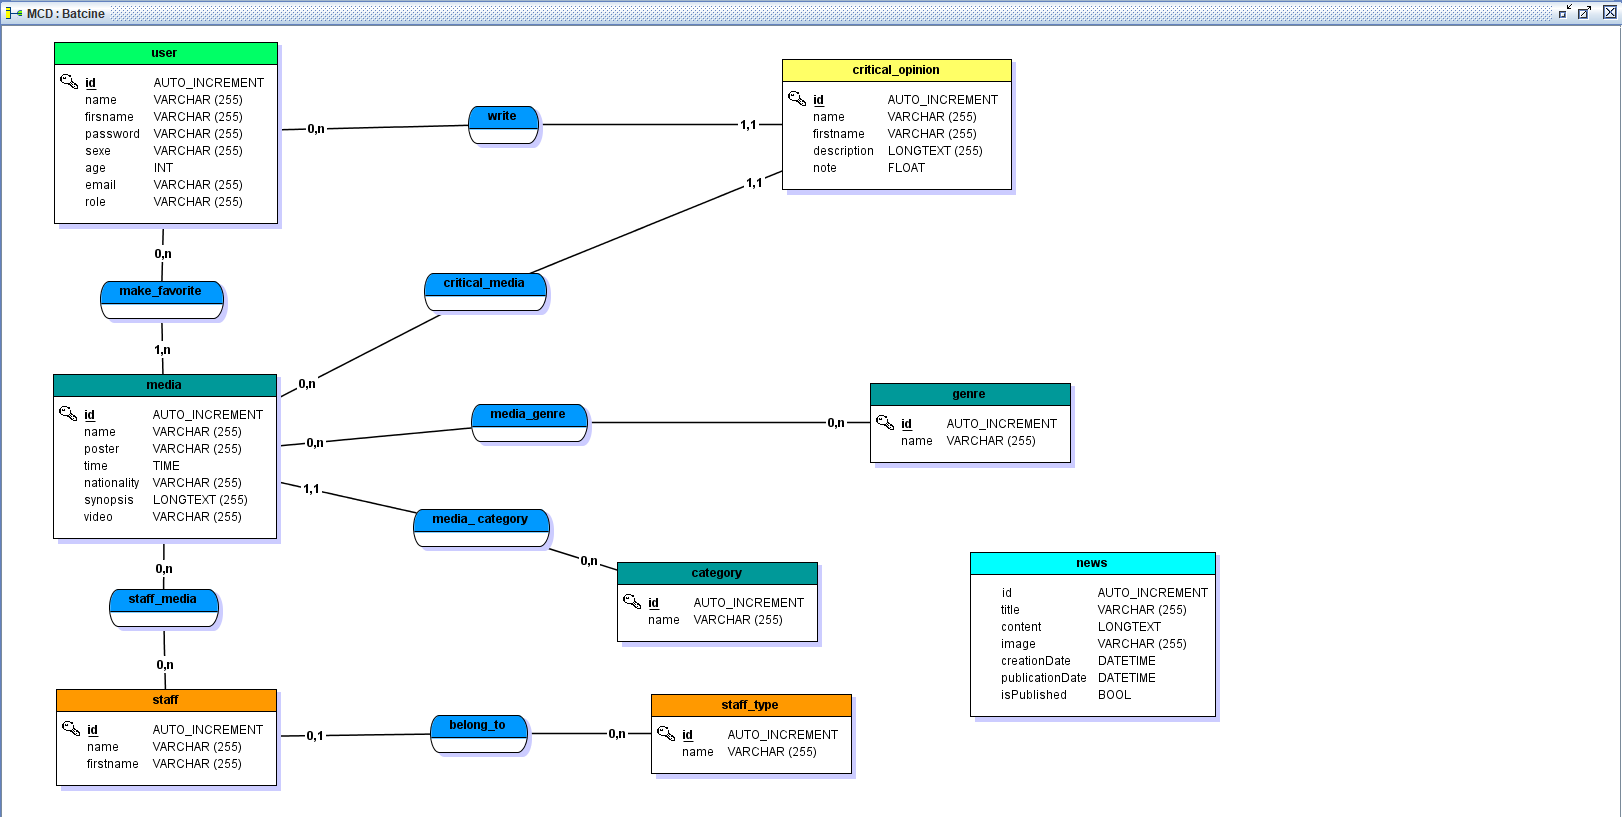 MCD : Batcine
user
id AUTO_INCREMENT
name VARCHAR (255)
firsname VARCHAR (255)
password VARCHAR (255)
sexe VARCHAR (255)
age INT
email VARCHAR (255)
role VARCHAR (255)
0,n
write
1,1
critical_opinion
id AUTO_INCREMENT
name VARCHAR (255)
firstname VARCHAR (255)
description LONGTEXT (255)
note FLOAT
1,1
critical_media
0,n
0,n
make_favorite
1,n
media
id AUTO_INCREMENT
name VARCHAR (255)
poster VARCHAR (255)
time TIME
nationality VARCHAR (255)
synopsis LONGTEXT (255)
video VARCHAR (255)
0,n
media_genre
0,n
genre
id AUTO_INCREMENT
name VARCHAR (255)
1,1
media_ category
0,n
category
id AUTO_INCREMENT
name VARCHAR (255)
news
id AUTO_INCREMENT
title VARCHAR (255)
content LONGTEXT
image VARCHAR (255)
creationDate DATETIME
publicationDate DATETIME
isPublished BOOL
0,n
staff_media
0,n
staff
id AUTO_INCREMENT
name VARCHAR (255)
firstname VARCHAR (255)
0,1
belong_to
0,n
staff_type
id AUTO_INCREMENT
name VARCHAR (255)